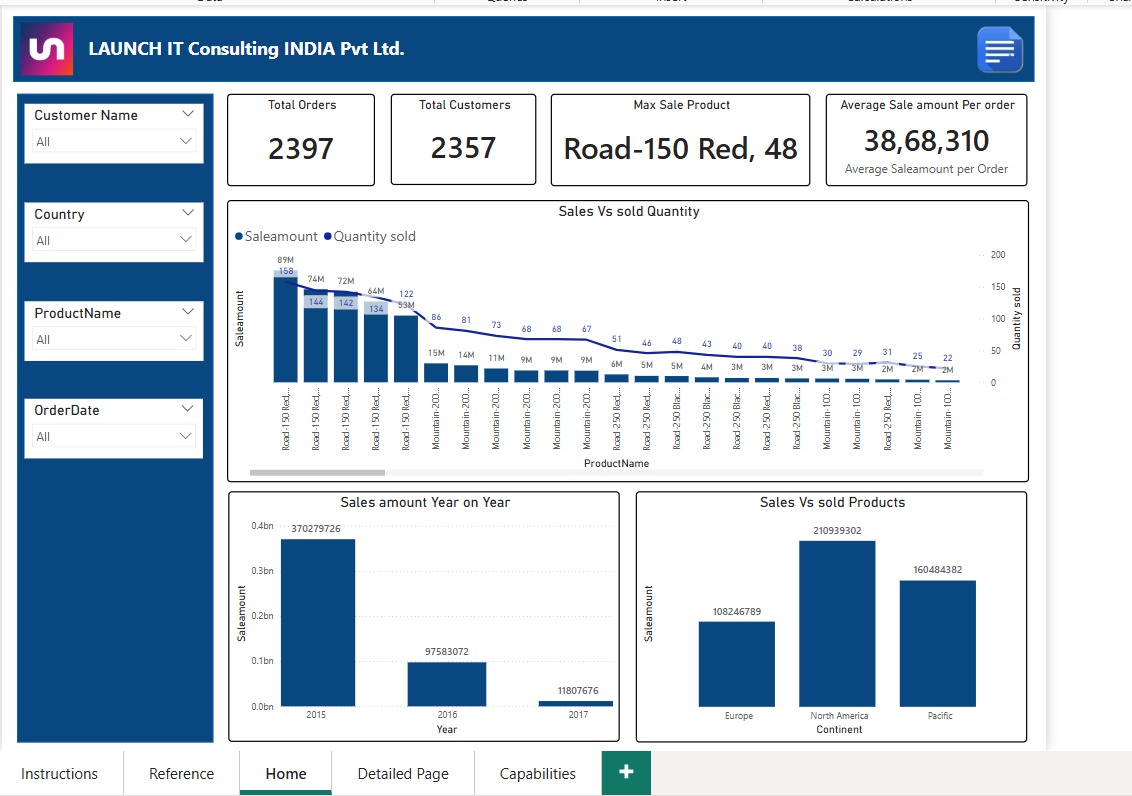 LAUNCH IT Consulting INDIA Pvt Ltd.
Customer Name
All
Country
All
ProductName
All
OrderDate
All
Total Orders
2397
Total Customers
2357
Max Sale Product
Road-150 Red, 48
Average Sale amount Per order
38,68,310
Average Saleamount per Order
Sales Vs sold Quantity
Saleamount Quantity sold
89M 74M 72M 64M 53M 15M 14M 11M 9M 9M 9M 6M 5M 5M 4M 3M 3M 3M 3M 3M 2M 2M 2M
158 144 142 134 122 86 81 73 68 68 67 51 46 48 43 40 40 38 30 29 31 25 22
Saleamount
200
150
100
50
0
Quantity sold
Road-150 Red,...
Road-150 Red,...
Road-150 Red,...
Road-150 Red,...
Road-150 Red,...
Mountain-200...
Mountain-200...
Mountain-200...
Mountain-200...
Mountain-200...
Mountain-200...
Road-250 Red,...
Road-250 Red,...
Road-250 Blac...
Road-250 Blac...
Road-250 Blac...
Road-250 Red,...
Road-250 Blac...
Mountain-100...
Mountain-100...
Road-250 Red,...
Mountain-100...
Mountain-100...
ProductName
Sales amount Year on Year
Saleamount
0.4bn
0.3bn
0.2bn
0.1bn
0.0bn
370279726
97583072
11807676
2015 2016 2017
Year
Sales Vs sold Products
Saleamount
108246789
210939302
160484382
Europe North America Pacific
Continent
Instructions Reference Home Detailed Page Capabilities +